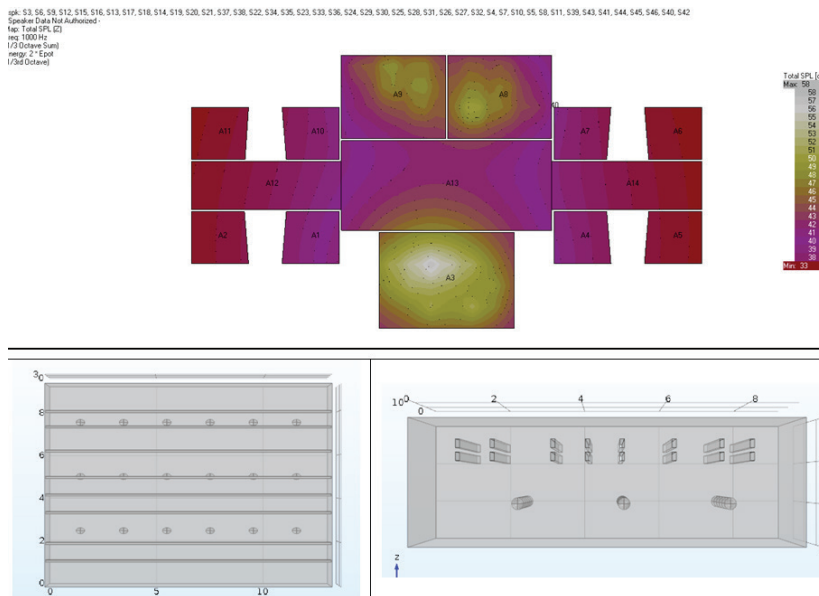 spk: S3, S6, S9, S12, S15, S16, S13, S17, S18, S14, S19, S20, S21, S37, S38, S22, S34, S35, S23, S33, S36, S24, S29, S30, S25, S28, S31, S26, S27, S32, S4, S7, S10, S5, S8, S11, S39, S43, S41, S44, S45, S46, S40, S42
Speaker Data Not Authorized -
Map: Total SPL (Z)
req: 1000 Hz
1/3 Octave Sum)
nergy: 2 * Epot
1/3rd Octave)
Total SPL [
Max: 58
58
57
56
55
54
53
52
51
50
49
48
47
46
45
44
43
42
41
40
39
38
Min: 33
A9
A8
40
A11
A10
A7
A6
A12
A13
A14
A2
A1
A4
A5
A3
3
0
8
6
4
2
0
0
5
10
10
0
2
4
6
8
0
z